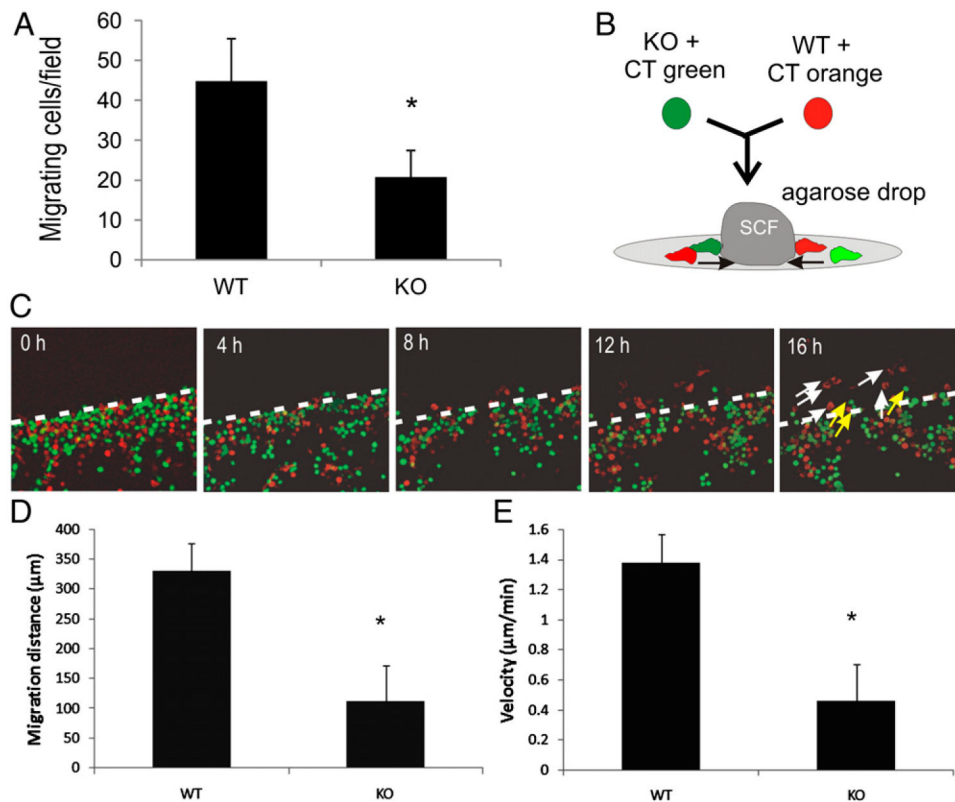 A
60
50
40
30
20
10
0
Migrating cells/field
*
WT
KO
B
KO +
CT green
WT +
CT orange
agarose drop
SCF
C
0 h
4 h
8 h
12 h
16 h
D
400
350
300
250
200
150
100
50
0
Migration distance (µm)
*
WT
KO
E
1.6
1.4
1.2
1
0.8
0.6
0.4
0.2
0
Velocity (µm/min)
*
WT
KO